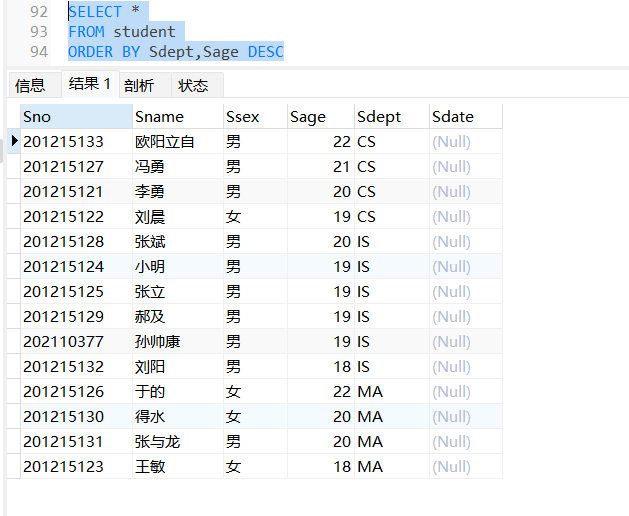 92 SELECT *
93 FROM student
94 ORDER BY Sdept,Sage DESC
信息 结果 1 剖析 状态
Sno Sname Ssex Sage Sdept Sdate
201215133 欧阳立自 男 22 CS (Null)
201215127 冯勇 男 21 CS (Null)
201215121 李勇 男 20 CS (Null)
201215122 刘晨 女 19 CS (Null)
201215128 张斌 男 20 IS (Null)
201215124 小明 男 19 IS (Null)
201215125 张立 男 19 IS (Null)
201215129 郝及 男 19 IS (Null)
202110377 孙帅康 男 19 IS (Null)
201215132 刘阳 男 18 IS (Null)
201215126 于的 女 22 MA (Null)
201215130 得水 女 20 MA (Null)
201215131 张与龙 男 20 MA (Null)
201215123 王敏 女 18 MA (Null)